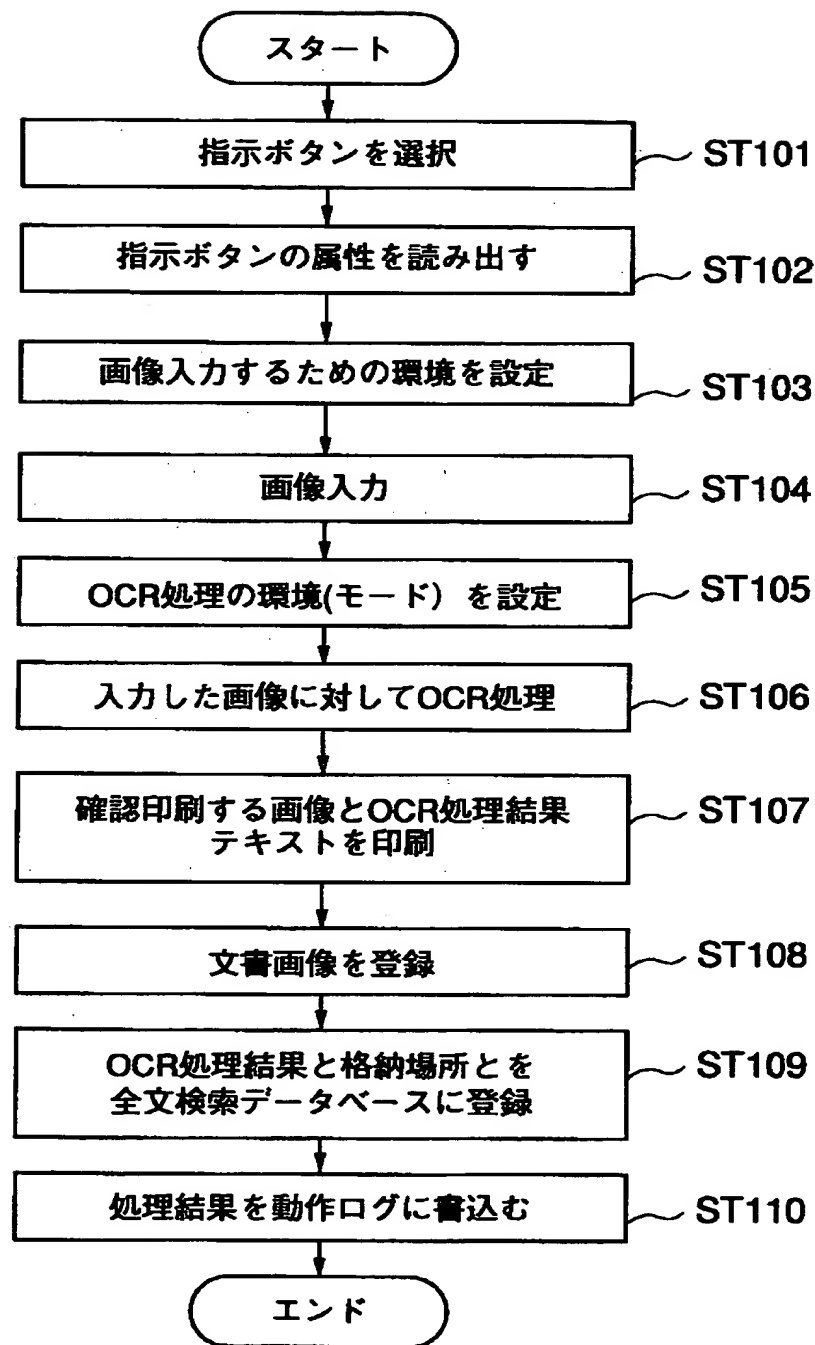 スタート
指示ボタンを選択
ST101
指示ボタンの属性を読み出す
ST102
画像入力するための環境を設定
ST103
画像入力
ST104
OCR処理の環境(モード) を設定
ST105
入力した画像に対してOCR処理
ST106
確認印刷する画像とOCR処理結果
テキストを印刷
ST107
文書画像を登録
ST108
OCR処理結果と格納場所とを
全文検索データベースに登録
ST109
処理結果を動作ログに書込む
ST110
エンド